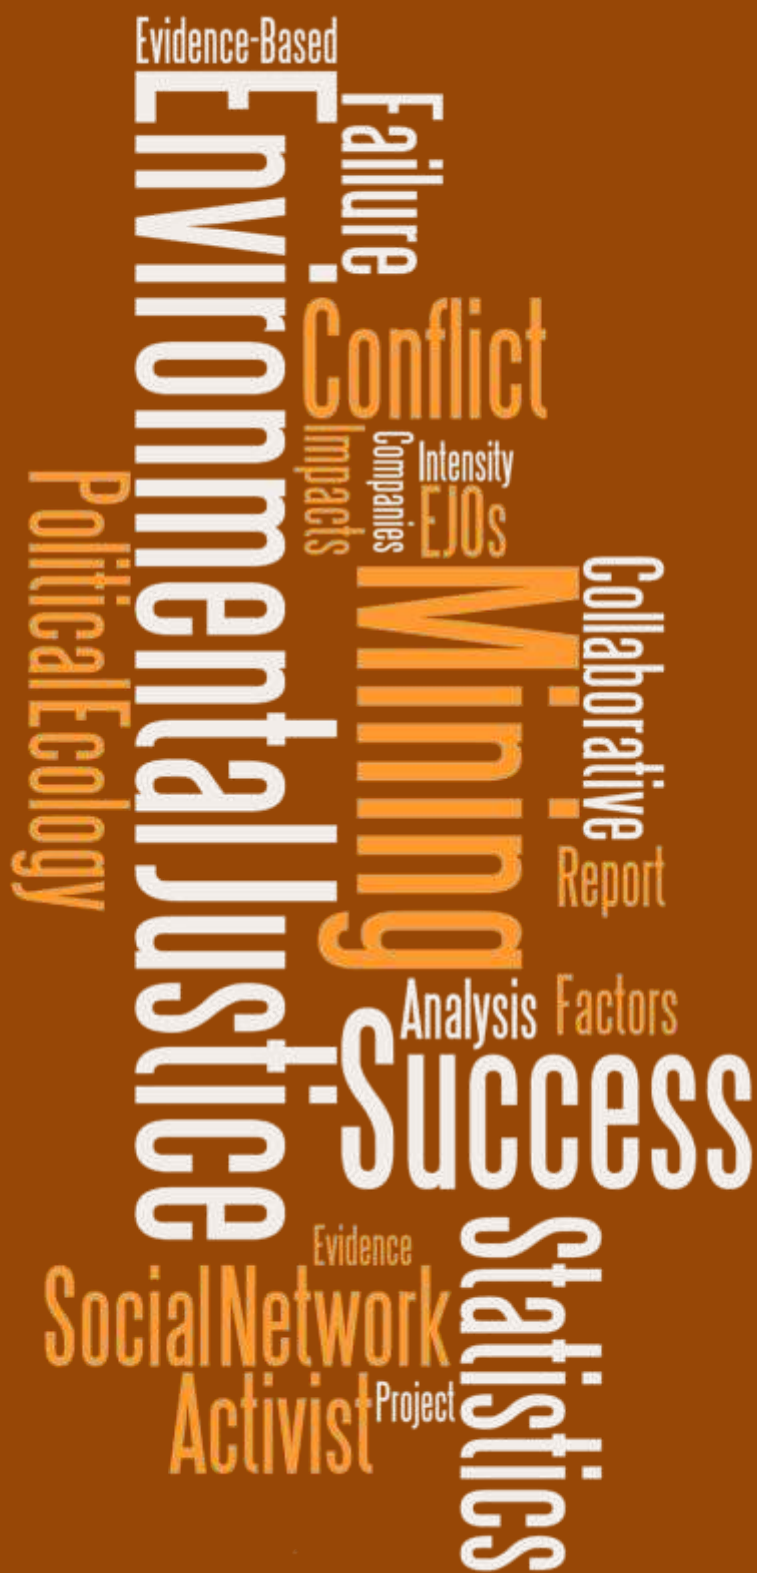 Evidence-Based
Environmental Justice
Failure
Conflict
Impacts
Companies
Intensity
EJOs
Political Ecology
Mining
Collaborative
Report
Analysis
Factors
Success
Evidence
Social Network
Statistics
Activist
Project